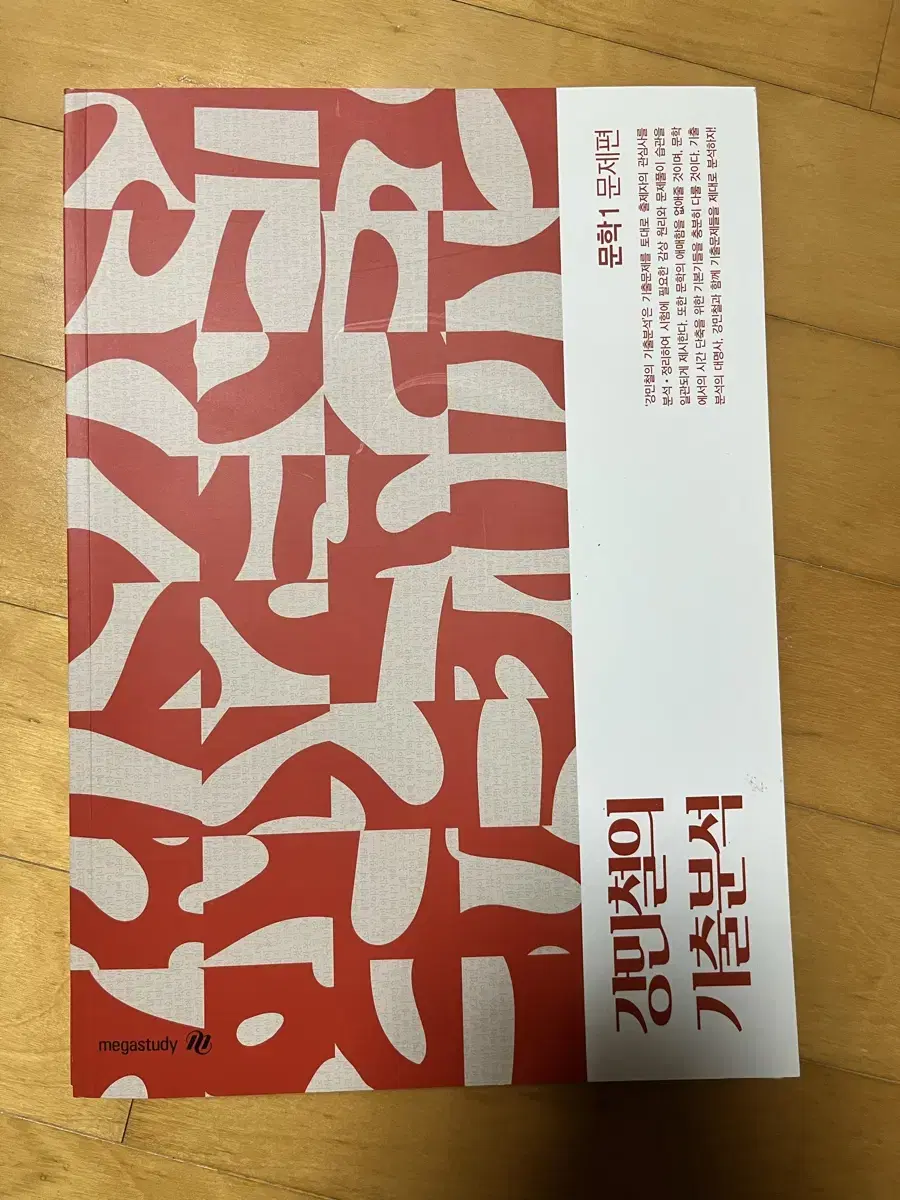 강민철의
기출분석
문학 1 문제편
'강민철의 기출분석'은 기출문제를 토대로 출제자의 관심사를
분석·정리하여 시험에 필요한 감상 원리와 문제풀이 습관을
일관되게 제시한다. 또한 문학의 애매함을 없애줄 것이며, 문학
에서의 시간 단축을 위한 기본기들을 충분히 다룰 것이다. 기출
분석의 대명사, 강민철과 함께 기출문제들을 제대로 분석하자!
megastudy